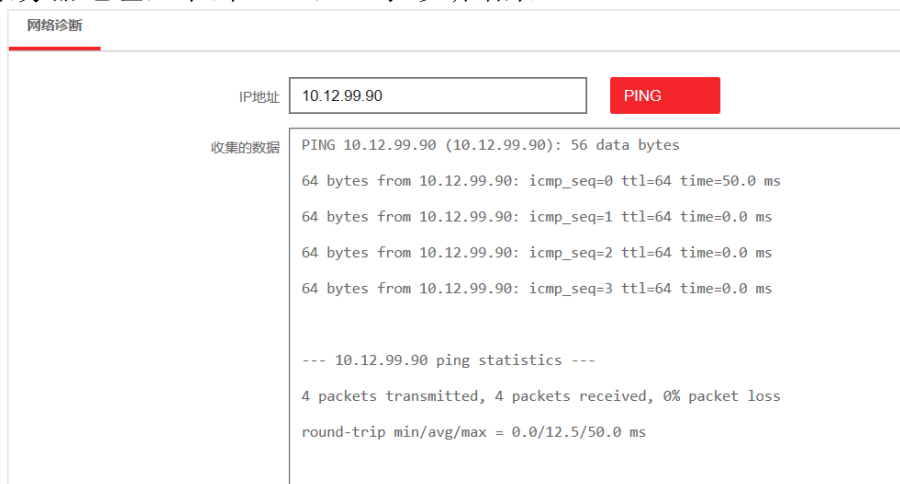 网络诊断
IP地址 10.12.99.90 PING
收集的数据 PING 10.12.99.90 (10.12.99.90): 56 data bytes
64 bytes from 10.12.99.90: icmp_seq=0 ttl=64 time=50.0 ms
64 bytes from 10.12.99.90: icmp_seq=1 ttl=64 time=0.0 ms
64 bytes from 10.12.99.90: icmp_seq=2 ttl=64 time=0.0 ms
64 bytes from 10.12.99.90: icmp_seq=3 ttl=64 time=0.0 ms
--- 10.12.99.90 ping statistics ---
4 packets transmitted, 4 packets received, 0% packet loss
round-trip min/avg/max = 0.0/12.5/50.0 ms